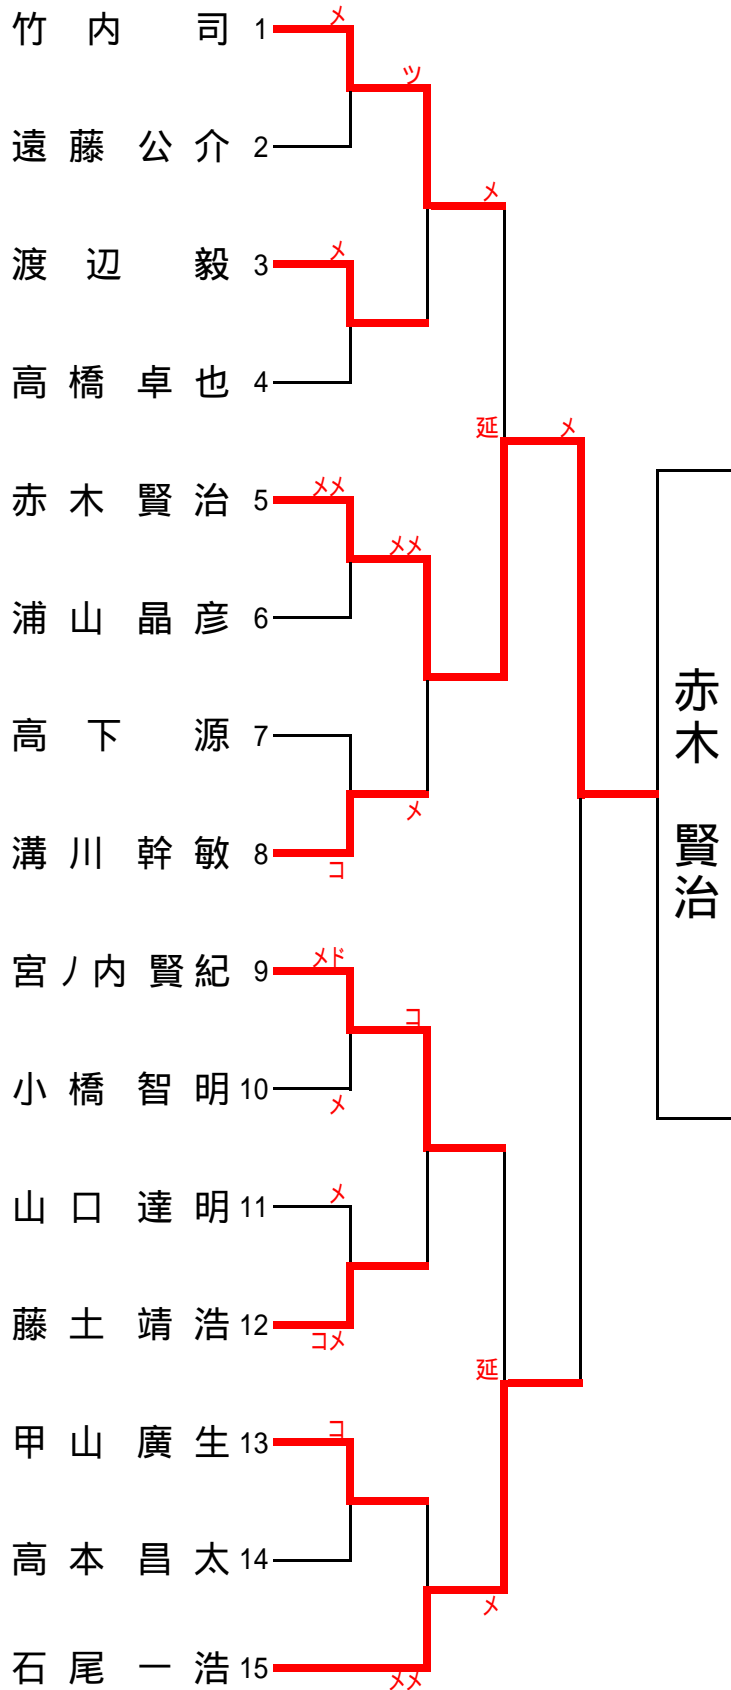 メ
竹内 司 1
ツ
遠藤 公介 2
メ
メ
渡辺 毅 3
高橋 卓也 4
延 メ
メメ
赤木 賢治 5
メメ
浦山 晶彦 6
赤木 賢治
高下 源 7
メ
溝川 幹敏 8
コ
メド
宮ノ内 賢紀 9
コ
小橋 智明 10
メ
メ
山口 達明 11
藤土 靖浩 12
コメ
延
コ
甲山 廣生 13
高本 昌太 14
メ
石尾 一浩 15
メメ